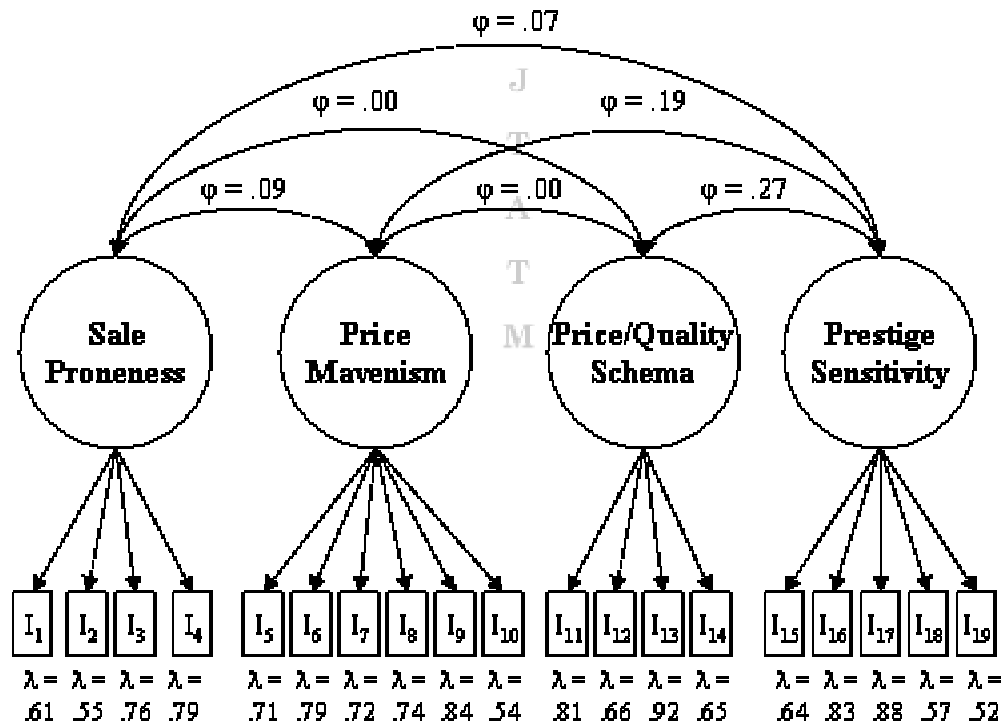 φ = .07
J
φ = .00
φ = .19
T
φ = .09
φ = .00
φ = .27
A
T
M
Sale
Proneness
Price
Mavenism
Price/Quality
Schema
Prestige
Sensitivity
I1 I2 I3 I4 I5 I6 I7 I8 I9 I10 I11 I12 I13 I14 I15 I16 I17 I18 I19
λ = λ = λ = λ = λ = λ = λ = λ = λ = λ = λ = λ = λ = λ = λ = λ = λ = λ = λ =
.61 .55 .76 .79 .71 .79 .72 .74 .84 .54 .81 .66 .92 .65 .64 .83 .88 .57 .52